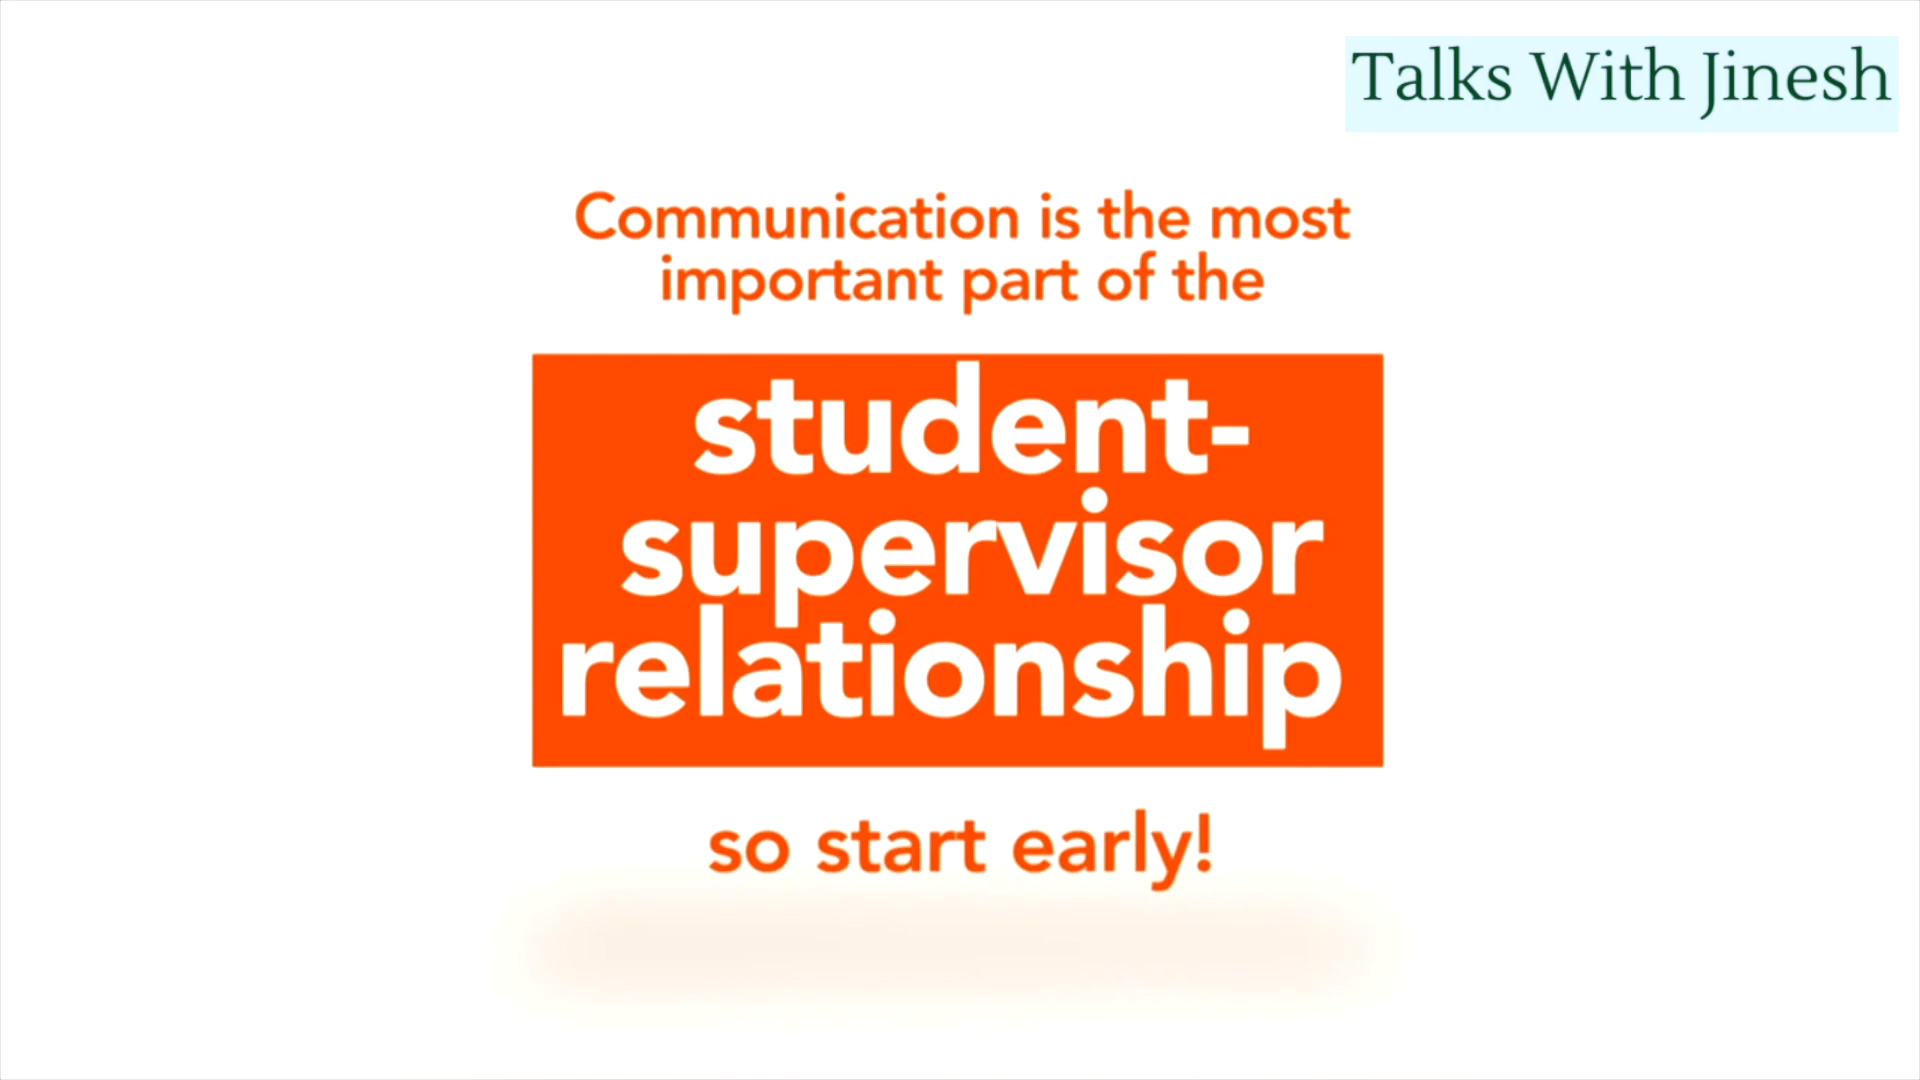 Talks With Jinesh
Communication is the most
important part of the
student-
supervisor
relationship
so start early!